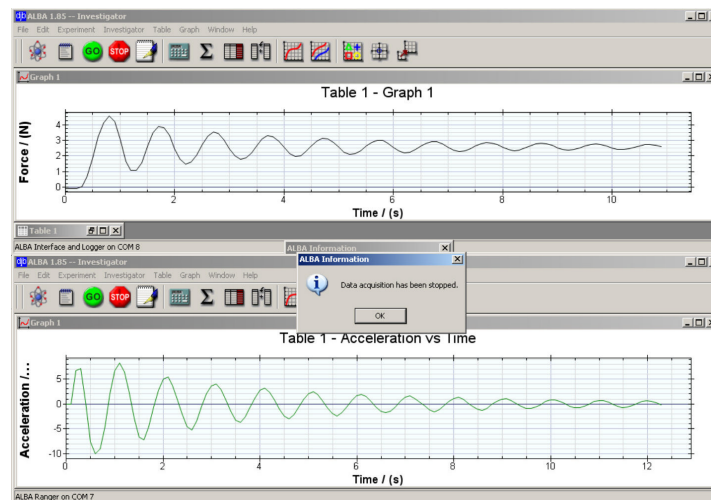 ALBA 1.85 -- Investigator
File Edit Experiment Investigator Table Graph Window Help
GO STOP Σ
Graph 1
Table 1 - Graph 1
Force / (N)
4
3
2
1
0
0 2 4 6 8 10
Time / (s)
Table 1
ALBA Interface and Logger on COM 8
ALBA Information
ALBA 1.85 -- Investigator
File Edit Experiment Investigator Table Graph Window Help
GO STOP Σ
ALBA Information
Data acquisition has been stopped.
OK
Graph 1
Table 1 - Acceleration vs Time
Acceleration /...
5
0
-5
-10
0 2 4 6 8 10 12
Time / (s)
ALBA Ranger on COM 7